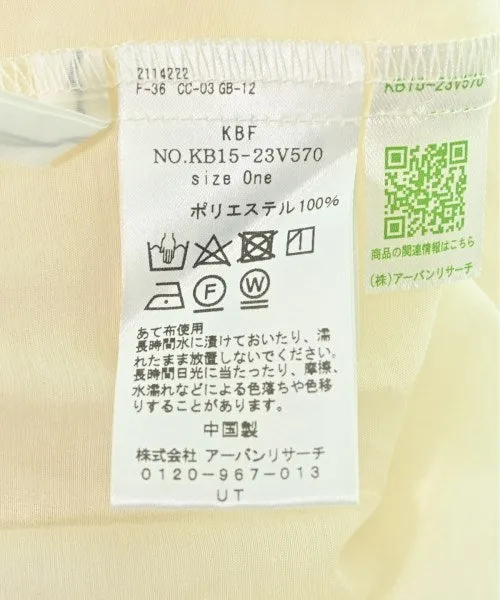 2114222
F-36 CC-03 GB-12
KBF
NO.KB15-23V570
size One
ポリエステル 100%
F
W
あて布使用
長時間水に漬けておいたり、濡
れたまま放置しないでください。
長時間日光に当たったり、摩擦、
水濡れなどによる色落ちや色移
りすることがあります。
中国製
株式会社 アーバンリサーチ
0120-967-013
UT
KB15-23V570
商品の関連情報はこちら
(株)アーバンリサーチ